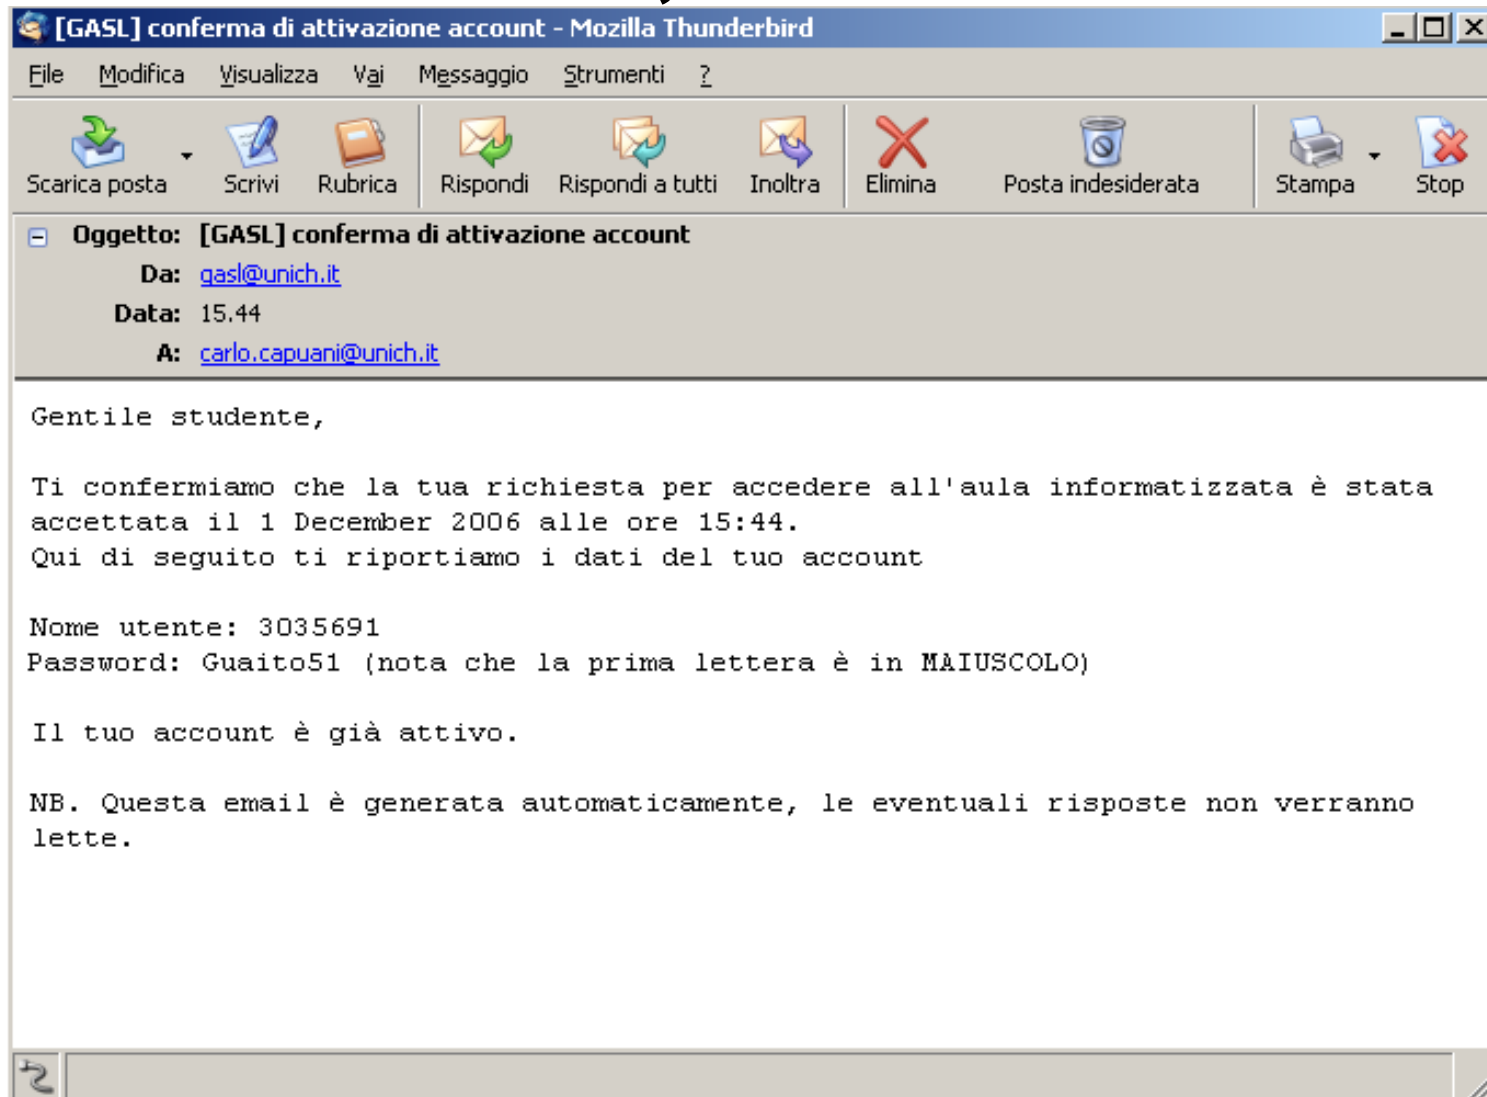 [GASL] conferma di attivazione account - Mozilla Thunderbird
File Modifica Visualizza Vai Messaggio Strumenti ?
Scarica posta Scrivi Rubrica Rispondi Rispondi a tutti Inoltra Elimina Posta indesiderata Stampa Stop
Oggetto: [GASL] conferma di attivazione account
Da: gasl@unich.it
Data: 15.44
A: carlo.capuani@unich.it
Gentile studente,
Ti confermiamo che la tua richiesta per accedere all'aula informatizzata è stata
accettata il 1 December 2006 alle ore 15:44.
Qui di seguito ti riportiamo i dati del tuo account
Nome utente: 3035691
Password: Guaito51 (nota che la prima lettera è in MAIUSCOLO)
Il tuo account è già attivo.
NB. Questa email è generata automaticamente, le eventuali risposte non verranno
lette.